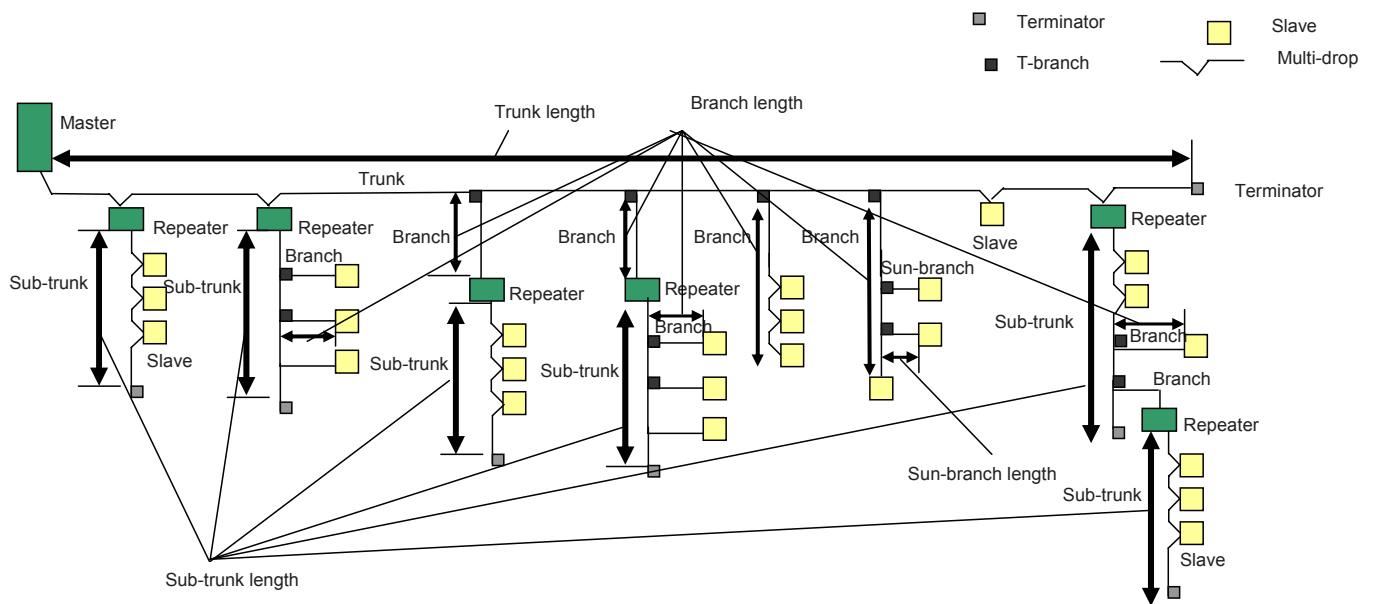 Terminator
Slave
T-branch
Multi-drop
Branch length
Trunk length
Master
Trunk
Terminator
Repeater
Repeater
Branch
Branch
Branch
Branch
Slave
Repeater
Branch
Sun-branch
Sub-trunk
Sub-trunk
Repeater
Repeater
Sub-trunk
Branch
Branch
Slave
Sub-trunk
Sub-trunk
Branch
Repeater
Sun-branch length
Sub-trunk
Slave
Sub-trunk length